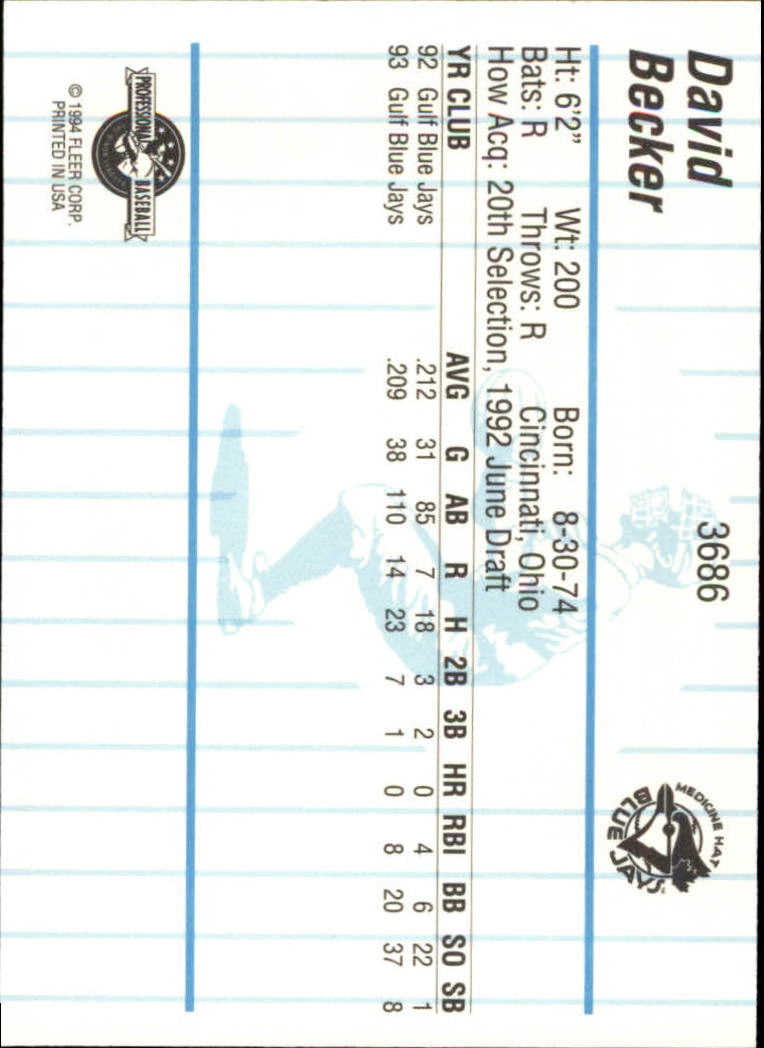 David
Becker
3686
MEDICINE HAT
BLUE JAYS
Ht: 6'2" Wt: 200 Born: 8-30-74
Bats: R Throws: R Cincinnati, Ohio
How Acq: 20th Selection, 1992 June Draft
YR CLUB AVG G AB R H 2B 3B HR RBI BB SO SB
92 Gulf Blue Jays .212 31 85 7 18 3 2 0 4 6 22 1
93 Gulf Blue Jays .209 38 110 14 23 7 1 0 8 20 37 8
PROFESSIONAL BASEBALL
© 1994 FLEER CORP.
PRINTED IN USA